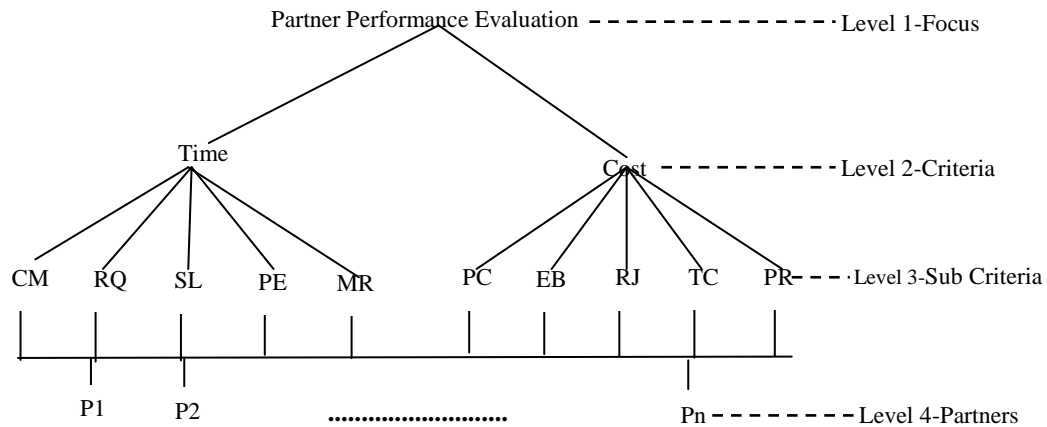 Partner Performance Evaluation
Level 1-Focus
Time
Cost
Level 2-Criteria
CM
RQ
SL
PE
MR
PC
EB
RJ
TC
PR
Level 3-Sub Criteria
P1
P2
Pn
Level 4-Partners